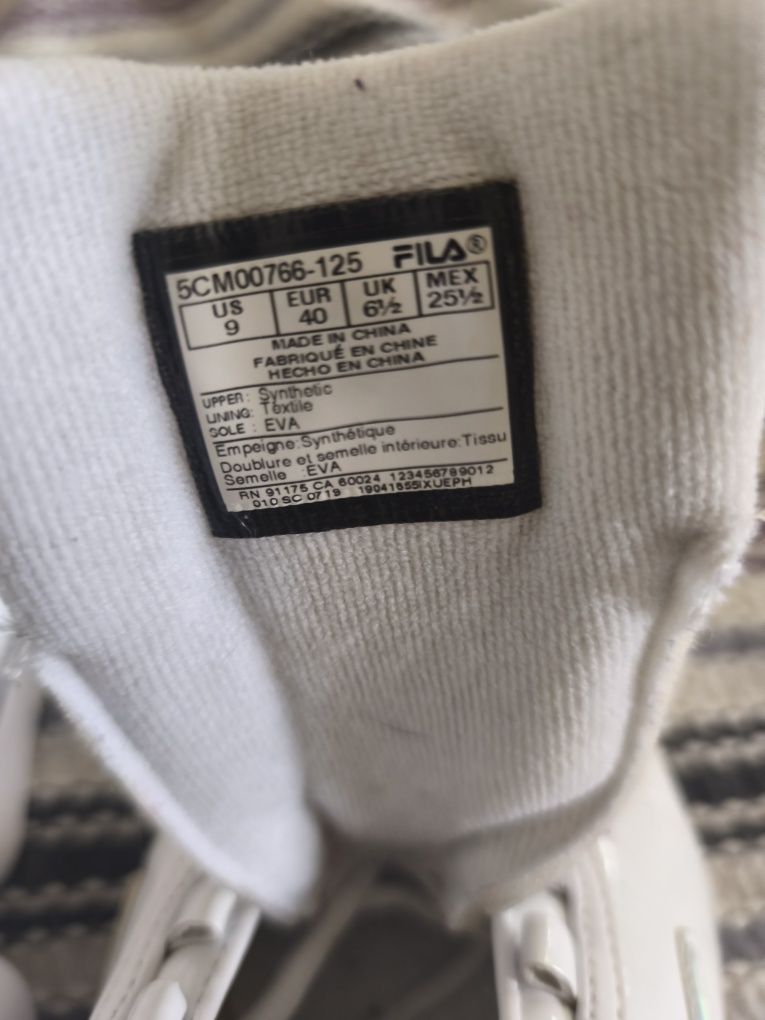 5CM00766-125 FILA®
US EUR UK MEX
9 40 6½ 25½
MADE IN CHINA
FABRIQUÉ EN CHINE
HECHO EN CHINA
UPPER: Synthetic
LINING: Textile
SOLE : EVA
Empeigne:Synthétique
Doublure et semelle intérieure:Tissu
Semelle :EVA
RN 91175 CA 60024 123456789012
010 SC 0719